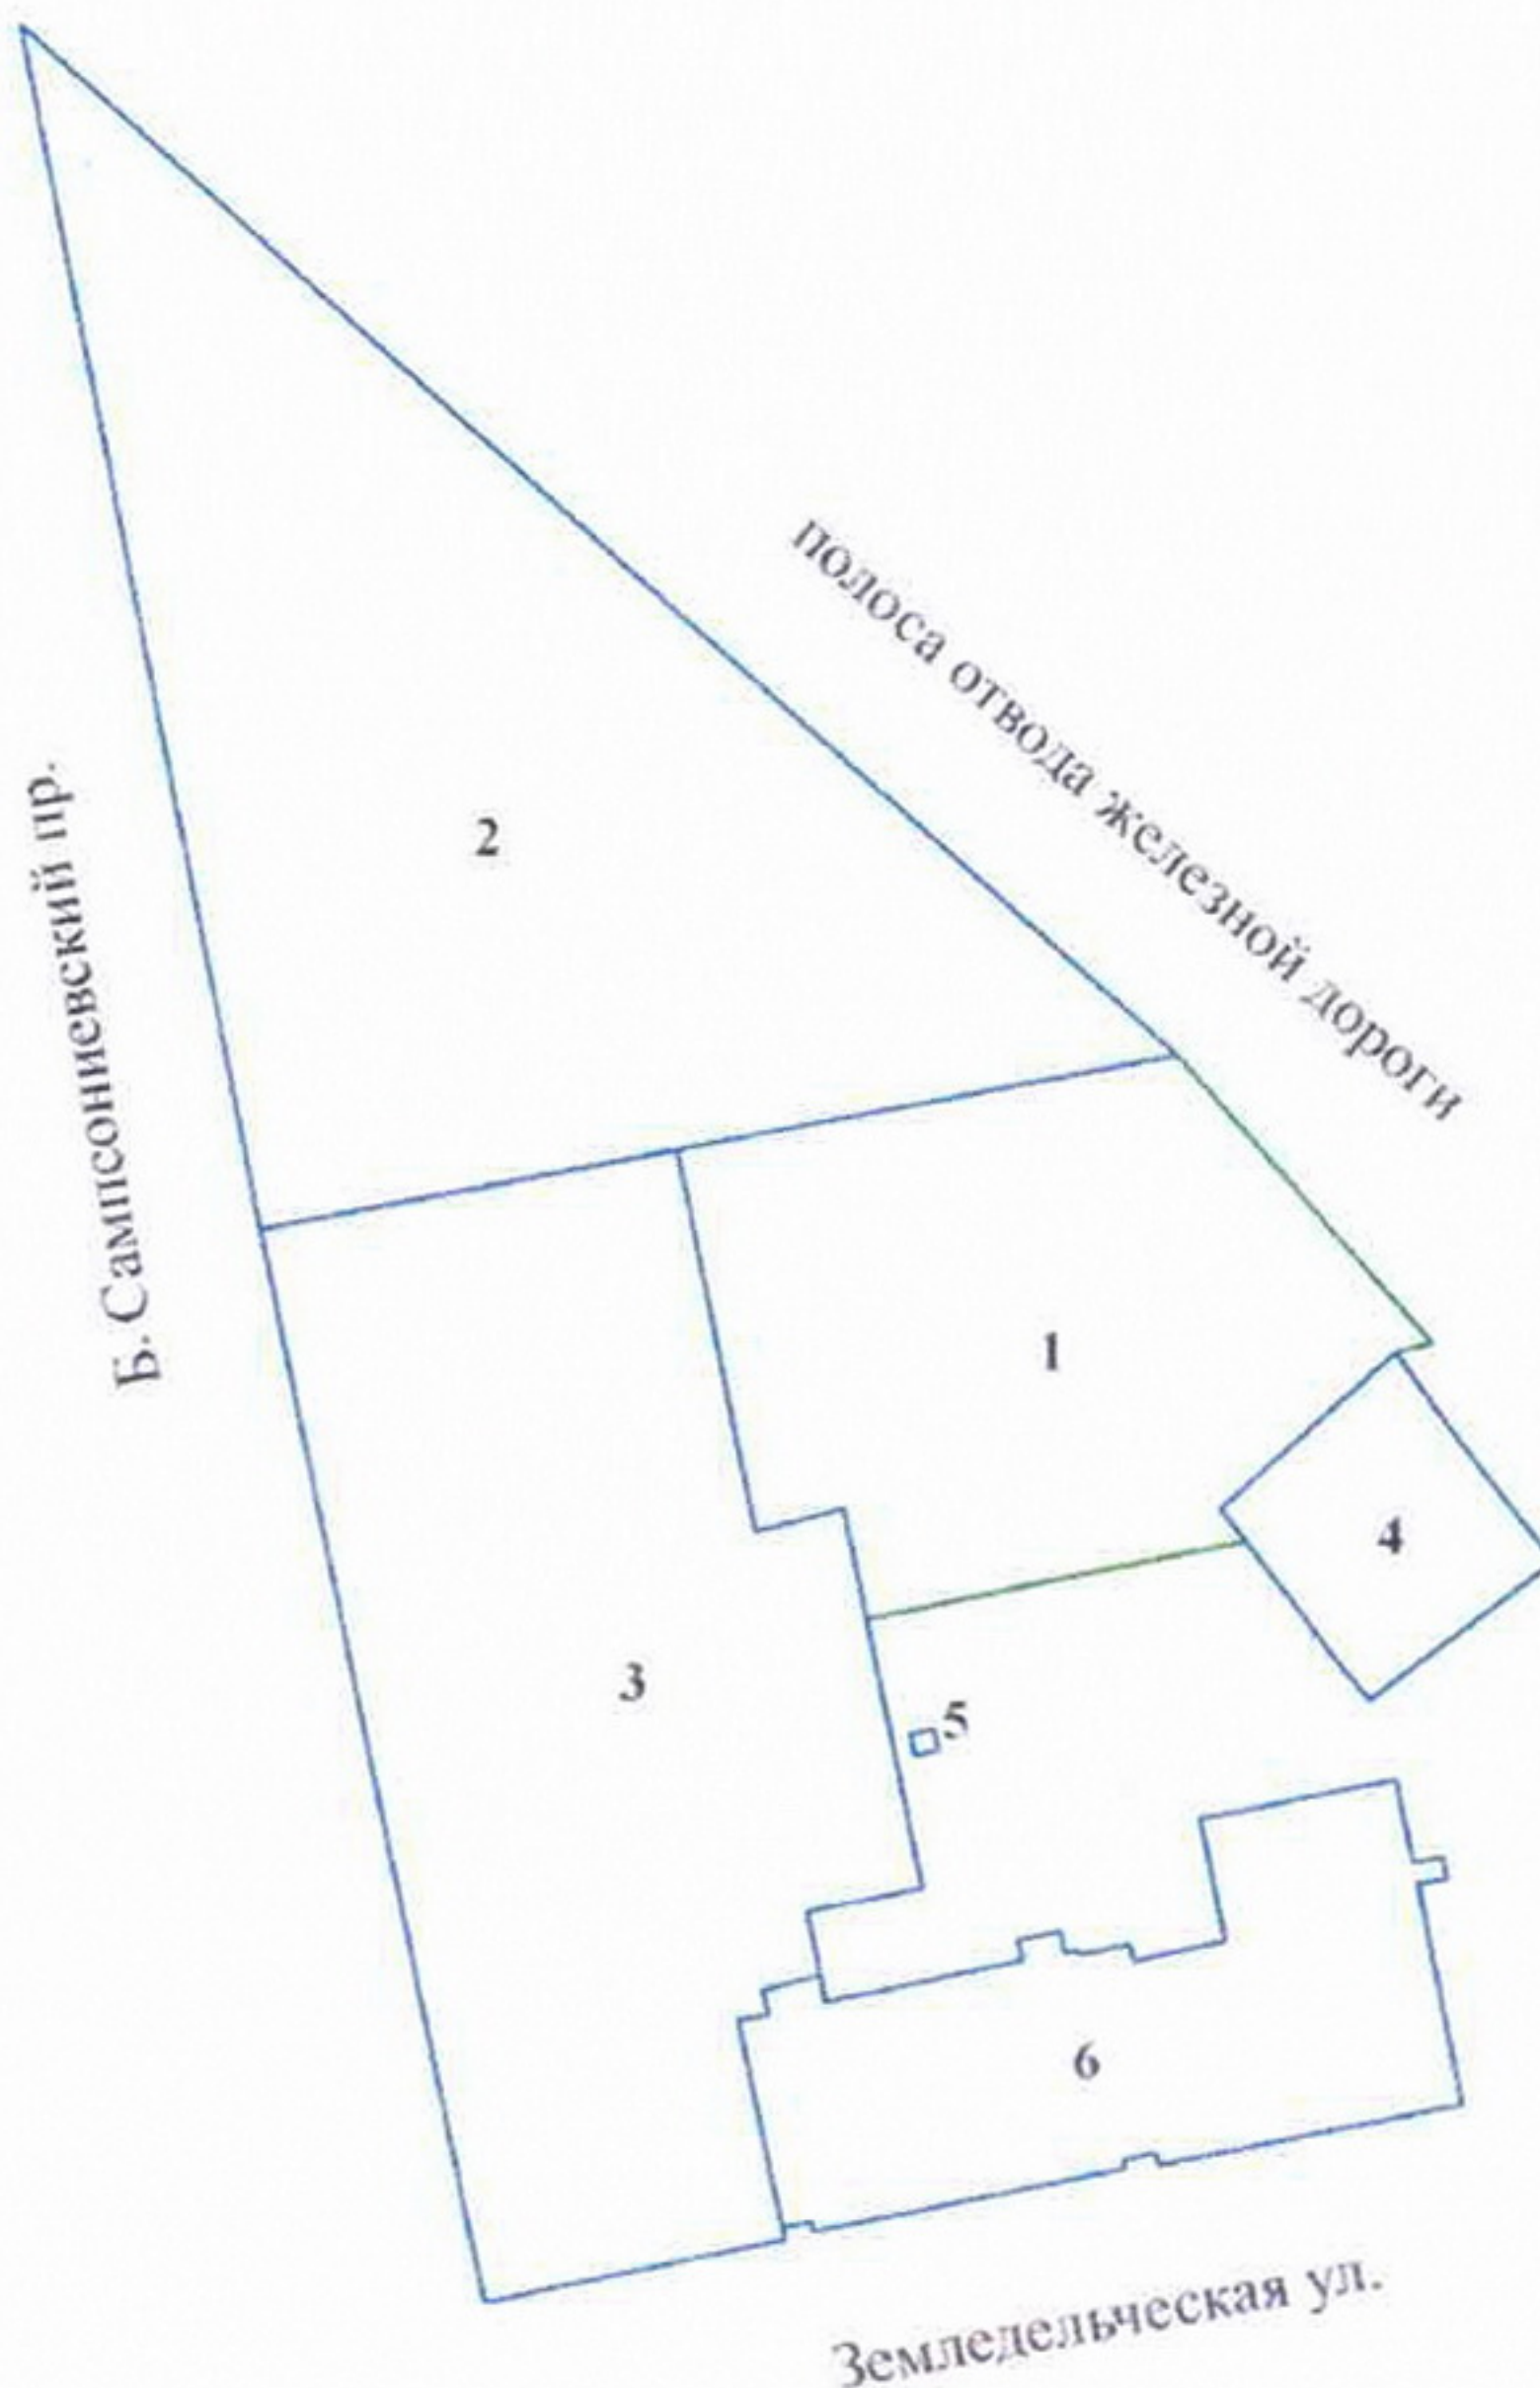 полоса отвода железной дороги
2
Б. Сампсониевский пр.
1
4
3
5
6
Земледельческая ул.